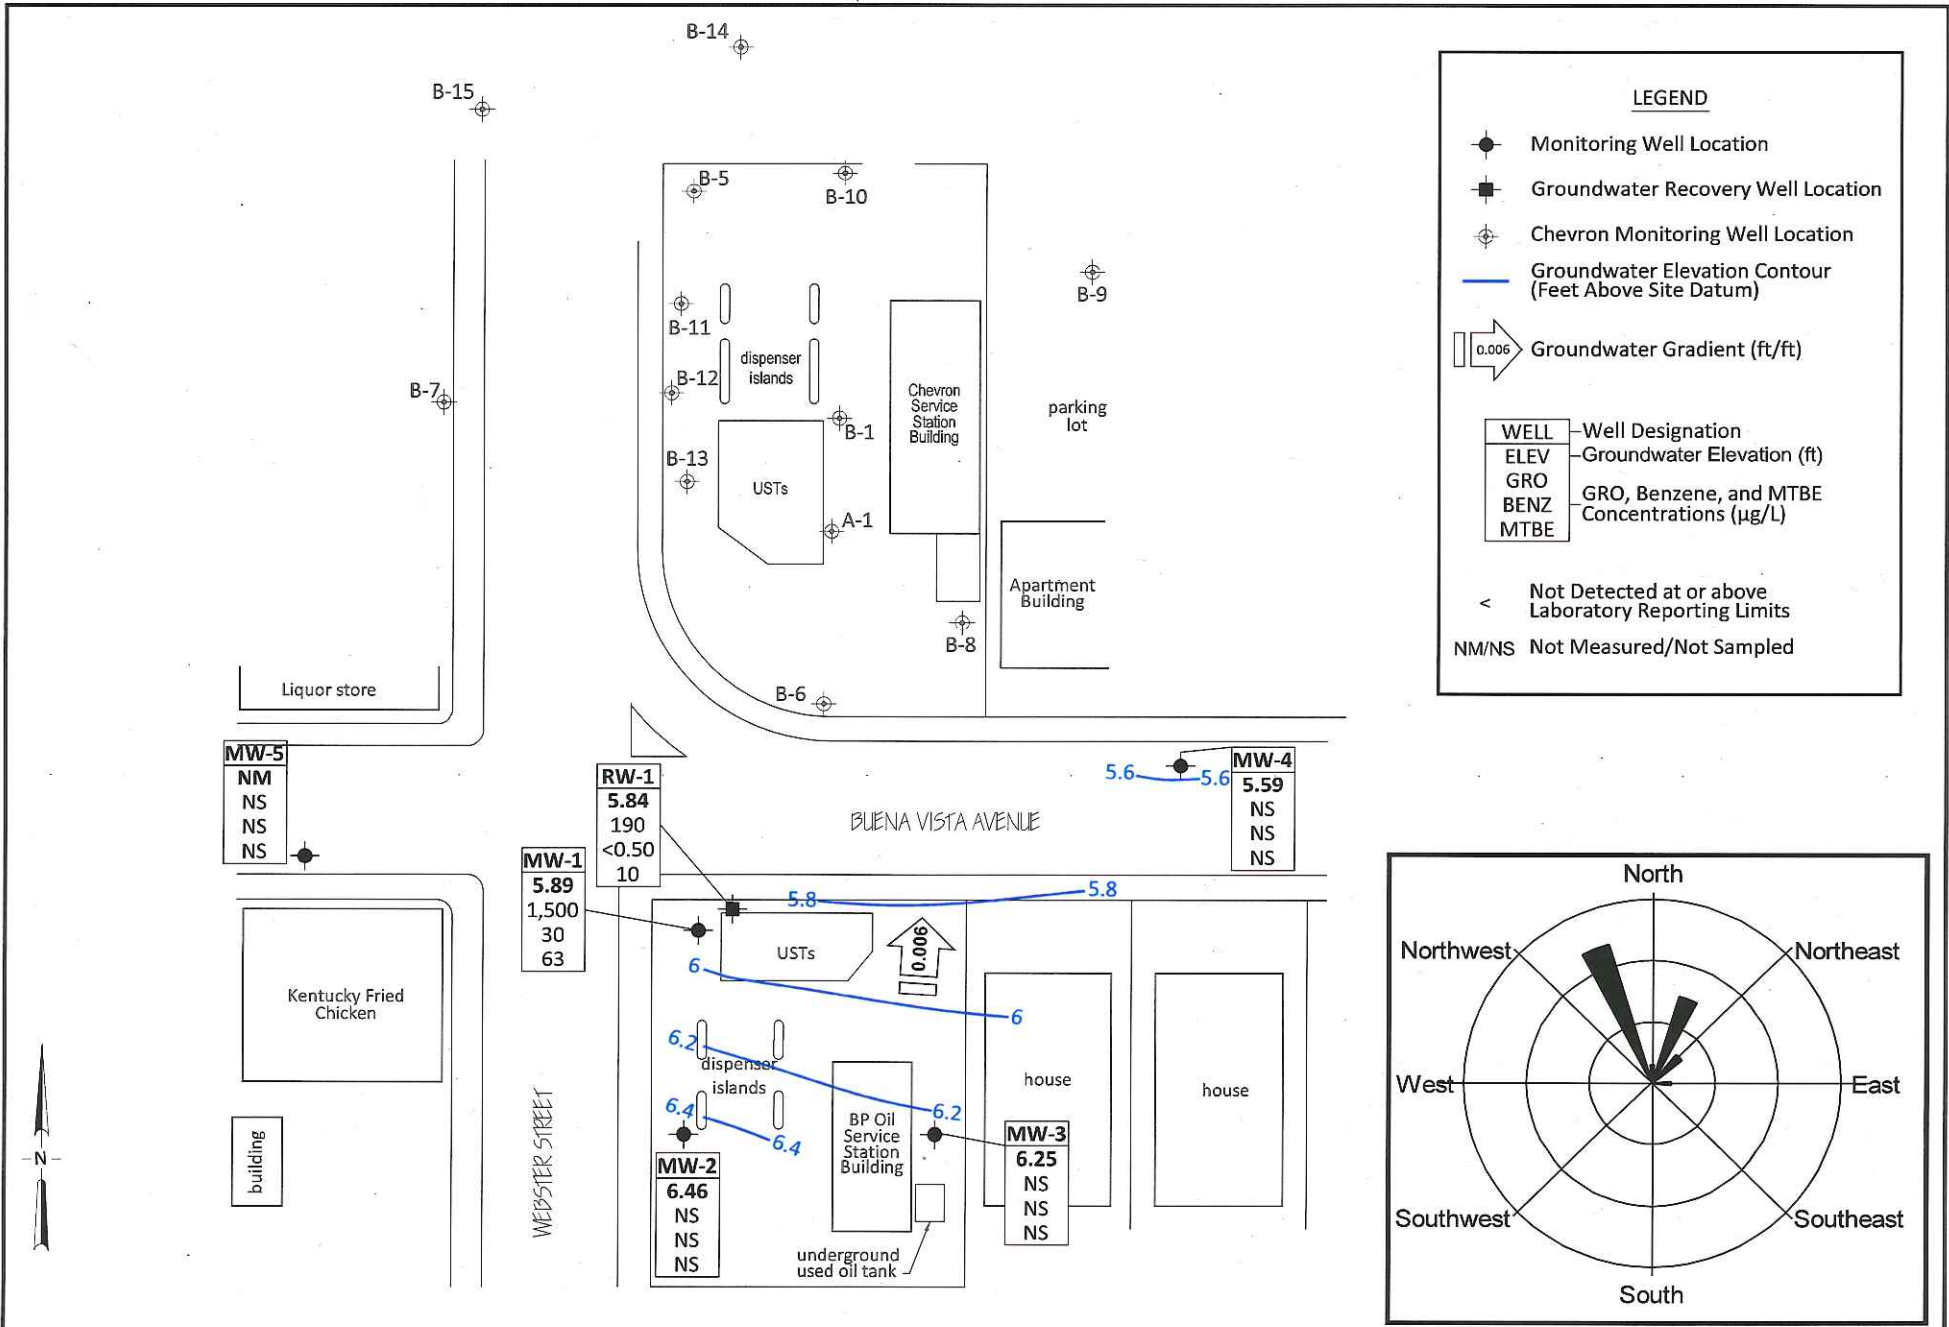 B-14
B-15
B-5
B-10
B-9
B-11
dispenser
islands
B-12
B-7
B-1
Chevron
Service
Station
Building
parking
lot
B-13
USTs
A-1
Apartment
Building
B-8
B-6
Liquor store
LEGEND
Monitoring Well Location
Groundwater Recovery Well Location
Chevron Monitoring Well Location
Groundwater Elevation Contour
(Feet Above Site Datum)
0.006
Groundwater Gradient (ft/ft)
WELL
Well Designation
ELEV
Groundwater Elevation (ft)
GRO
BENZ
MTBE
GRO, Benzene, and MTBE
Concentrations (µg/L)
<
Not Detected at or above
Laboratory Reporting Limits
NM/NS Not Measured/Not Sampled
MW-5
NM
NS
NS
NS
RW-1
5.84
190
<0.50
10
MW-1
5.89
1,500
30
63
BUENA VISTA AVENUE
5.6
5.6
MW-4
5.59
NS
NS
NS
5.8
5.8
USTs
0.006
6
6
Kentucky Fried
Chicken
6.2
dispenser
islands
6.2
6.4
6.4
house
house
BP Oil
Service
Station
Building
MW-3
6.25
NS
NS
NS
MW-2
6.46
NS
NS
NS
underground
used oil tank
building
WEBSTER STREET
N
North
Northwest
Northeast
West
East
Southwest
Southeast
South